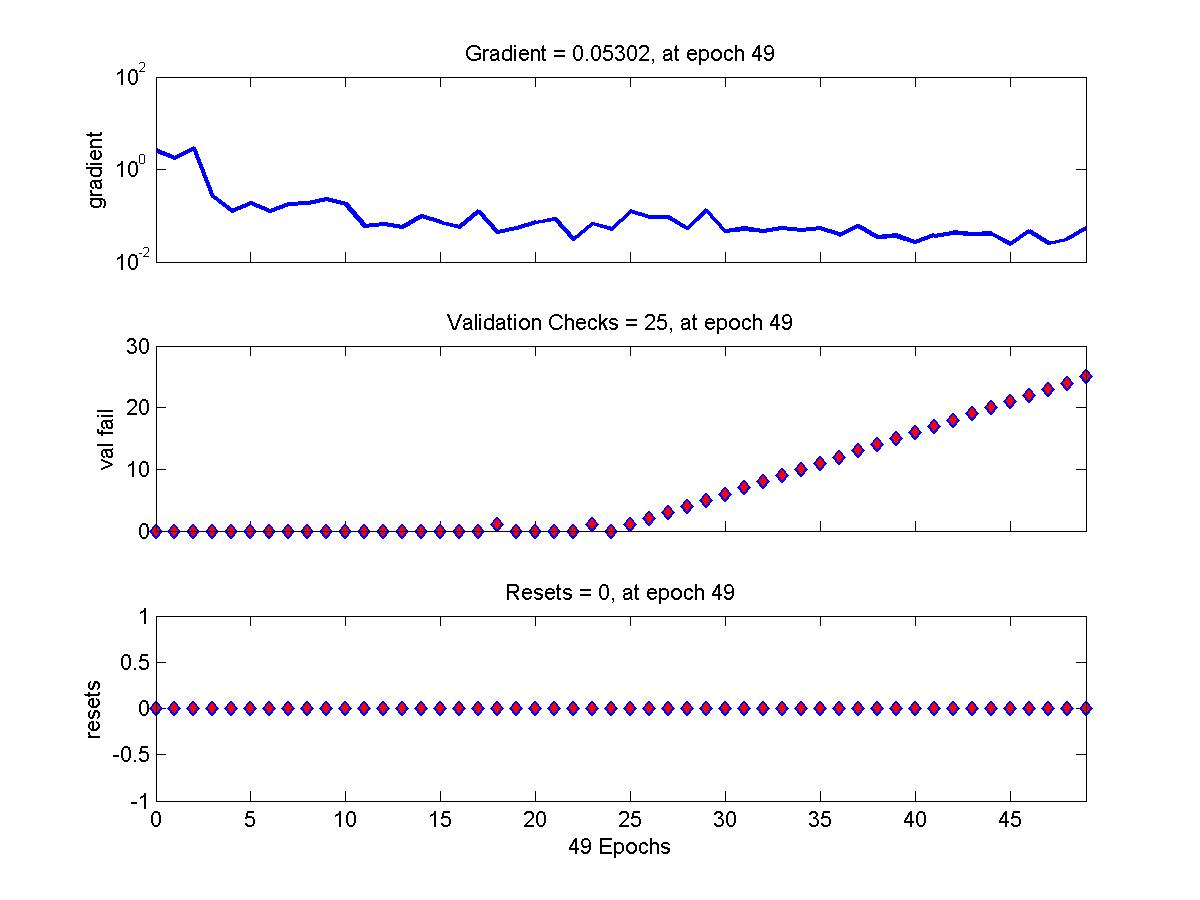 Gradient = 0.05302, at epoch 49
10^2
10^0
10^-2
gradient
Validation Checks = 25, at epoch 49
30
20
10
0
val fail
Resets = 0, at epoch 49
1
0.5
0
-0.5
-1
resets
0 5 10 15 20 25 30 35 40 45
49 Epochs